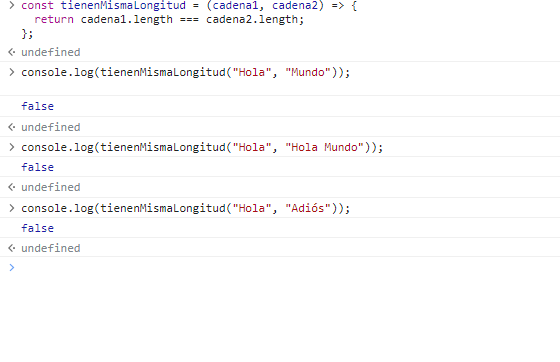 > const tienenMismaLongitud = (cadena1, cadena2) => {
return cadena1.length === cadena2.length;
};
undefined
> console.log(tienenMismaLongitud("Hola", "Mundo"));
false
undefined
> console.log(tienenMismaLongitud("Hola", "Hola Mundo"));
false
undefined
> console.log(tienenMismaLongitud("Hola", "Adiós"));
false
undefined
>